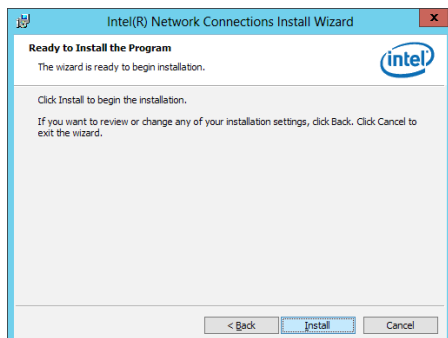 Intel(R) Network Connections Install Wizard
x
Ready to Install the Program
The wizard is ready to begin installation.
intel
Click Install to begin the installation.
If you want to review or change any of your installation settings, click Back. Click Cancel to
exit the wizard.
< Back
Install
Cancel